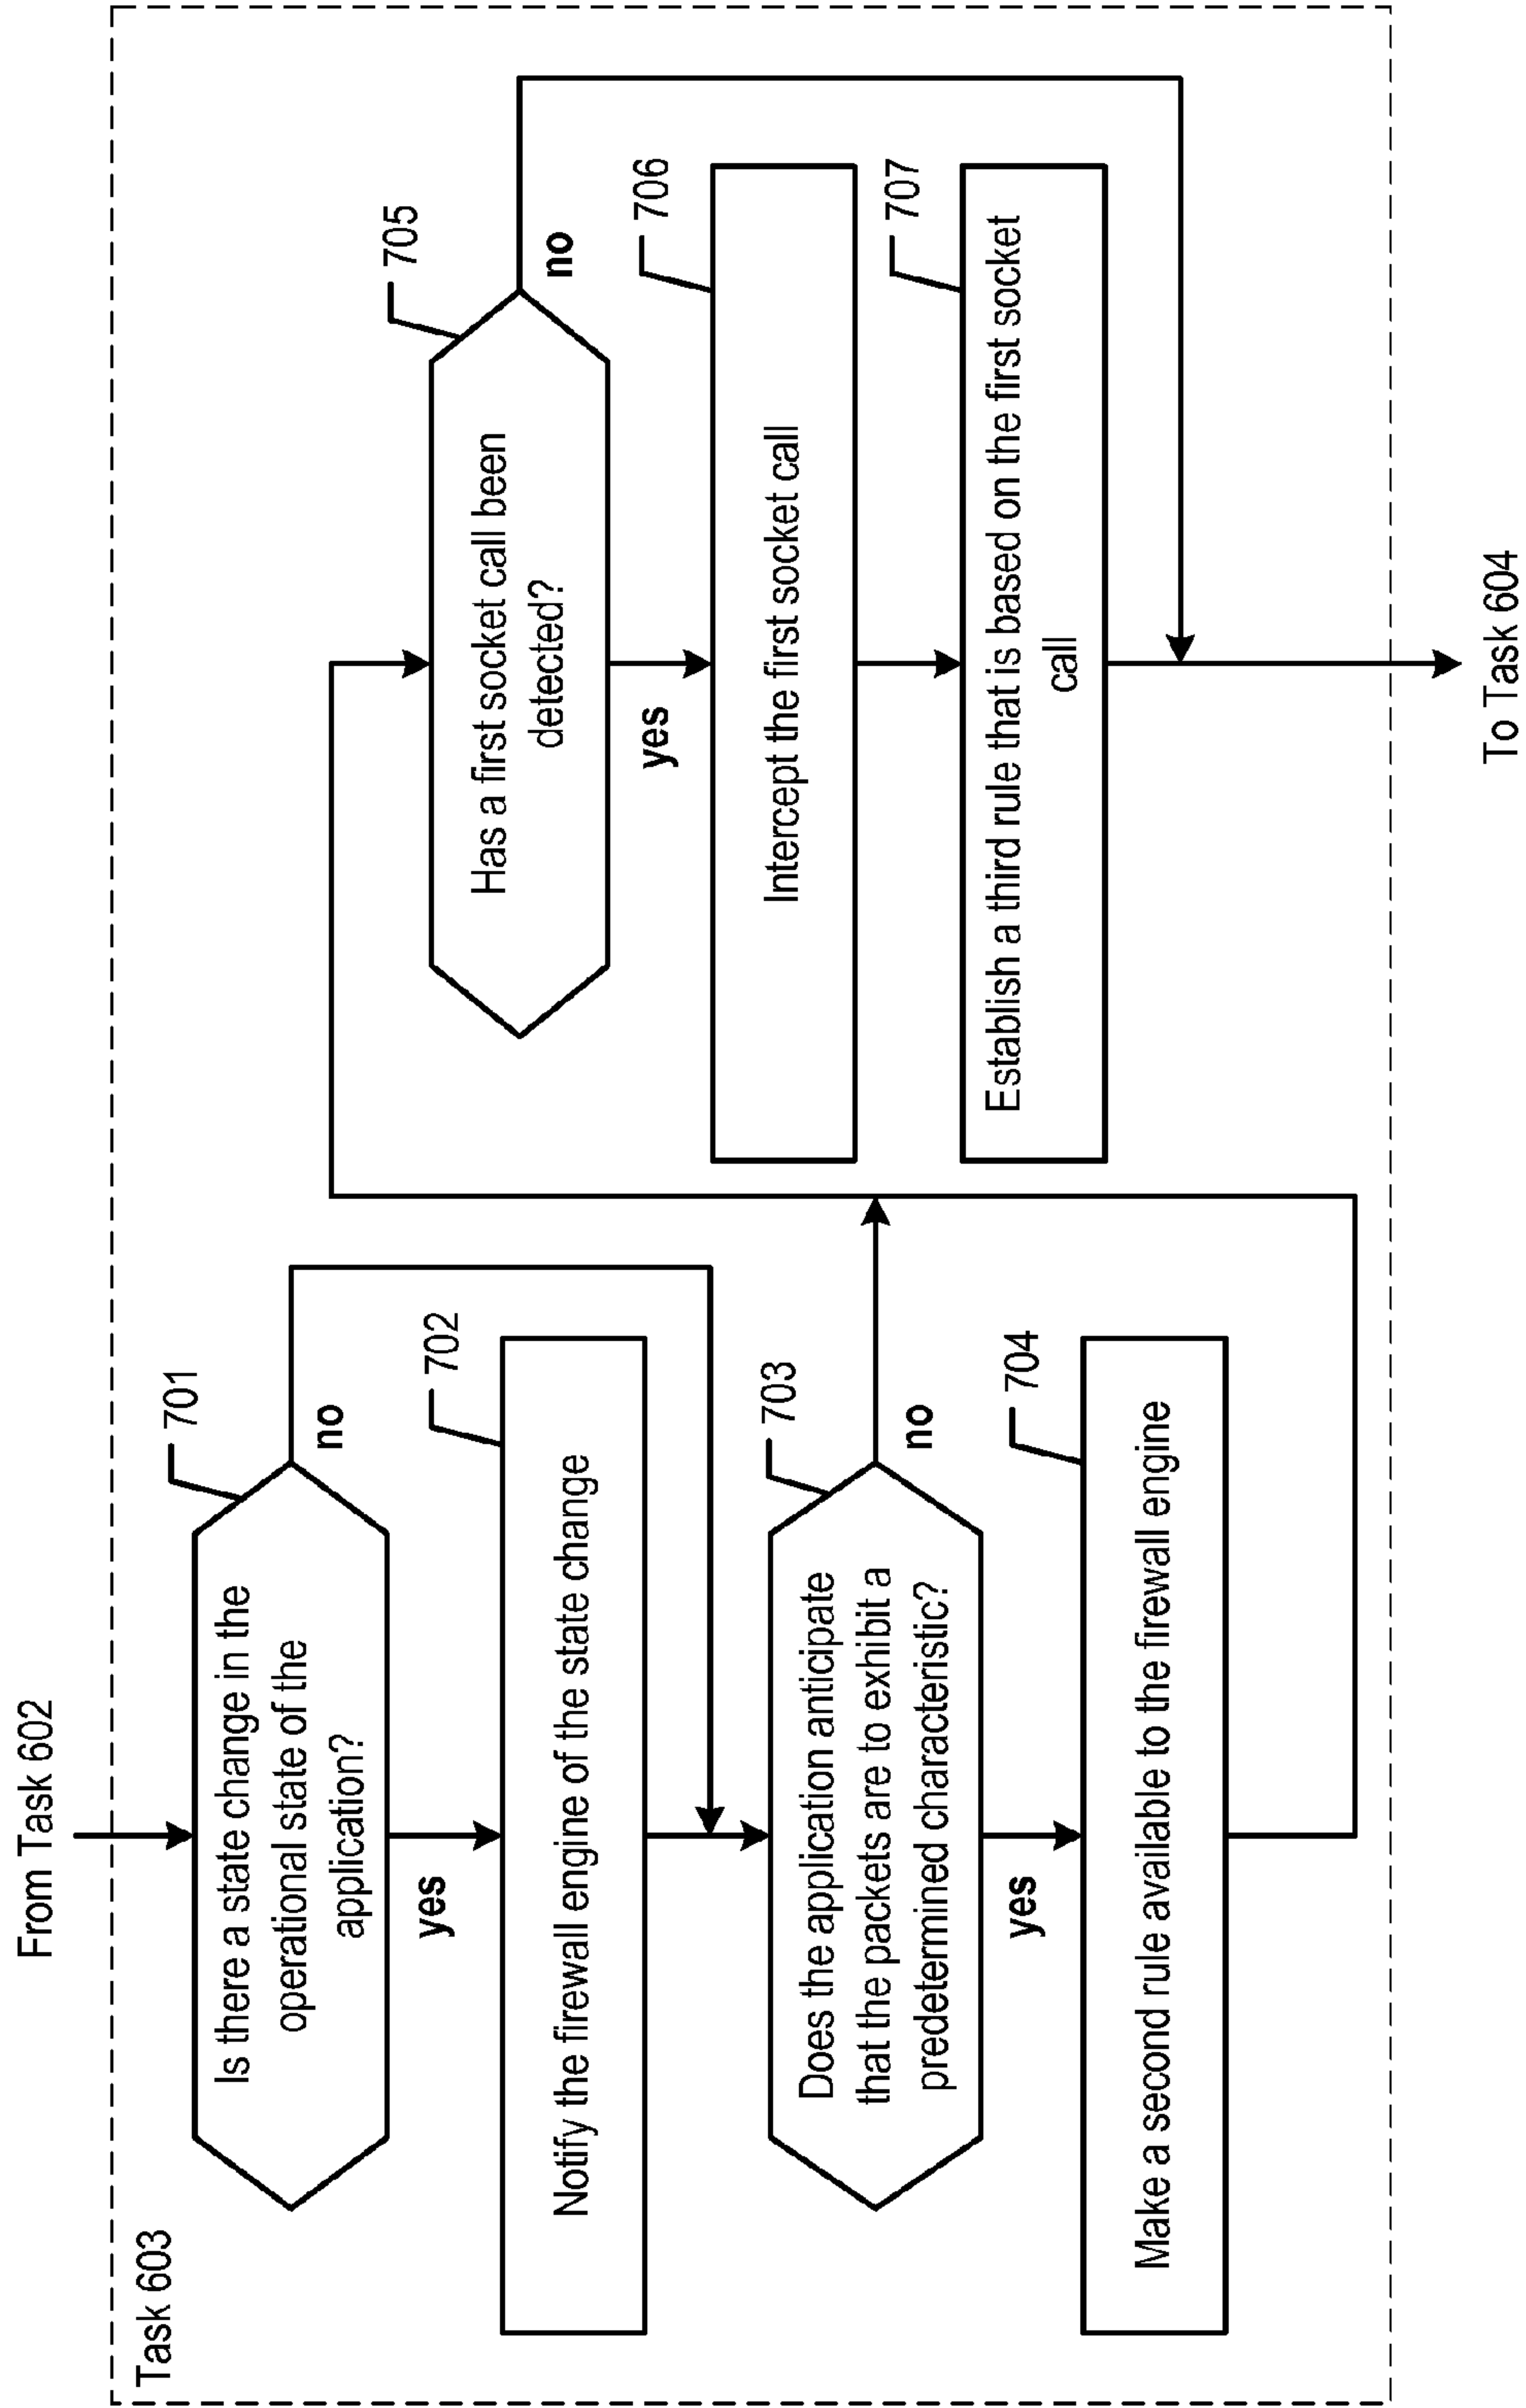 From Task 602
Task 603
701
Is there a state change in the
operational state of the
application?
no
yes
702
Notify the firewall engine of the state change
703
Does the application anticipate
that the packets are to exhibit a
predetermined characteristic?
no
yes
704
Make a second rule available to the firewall engine
705
Has a first socket call been
detected?
no
yes
706
Intercept the first socket call
707
Establish a third rule that is based on the first socket
call
To Task 604